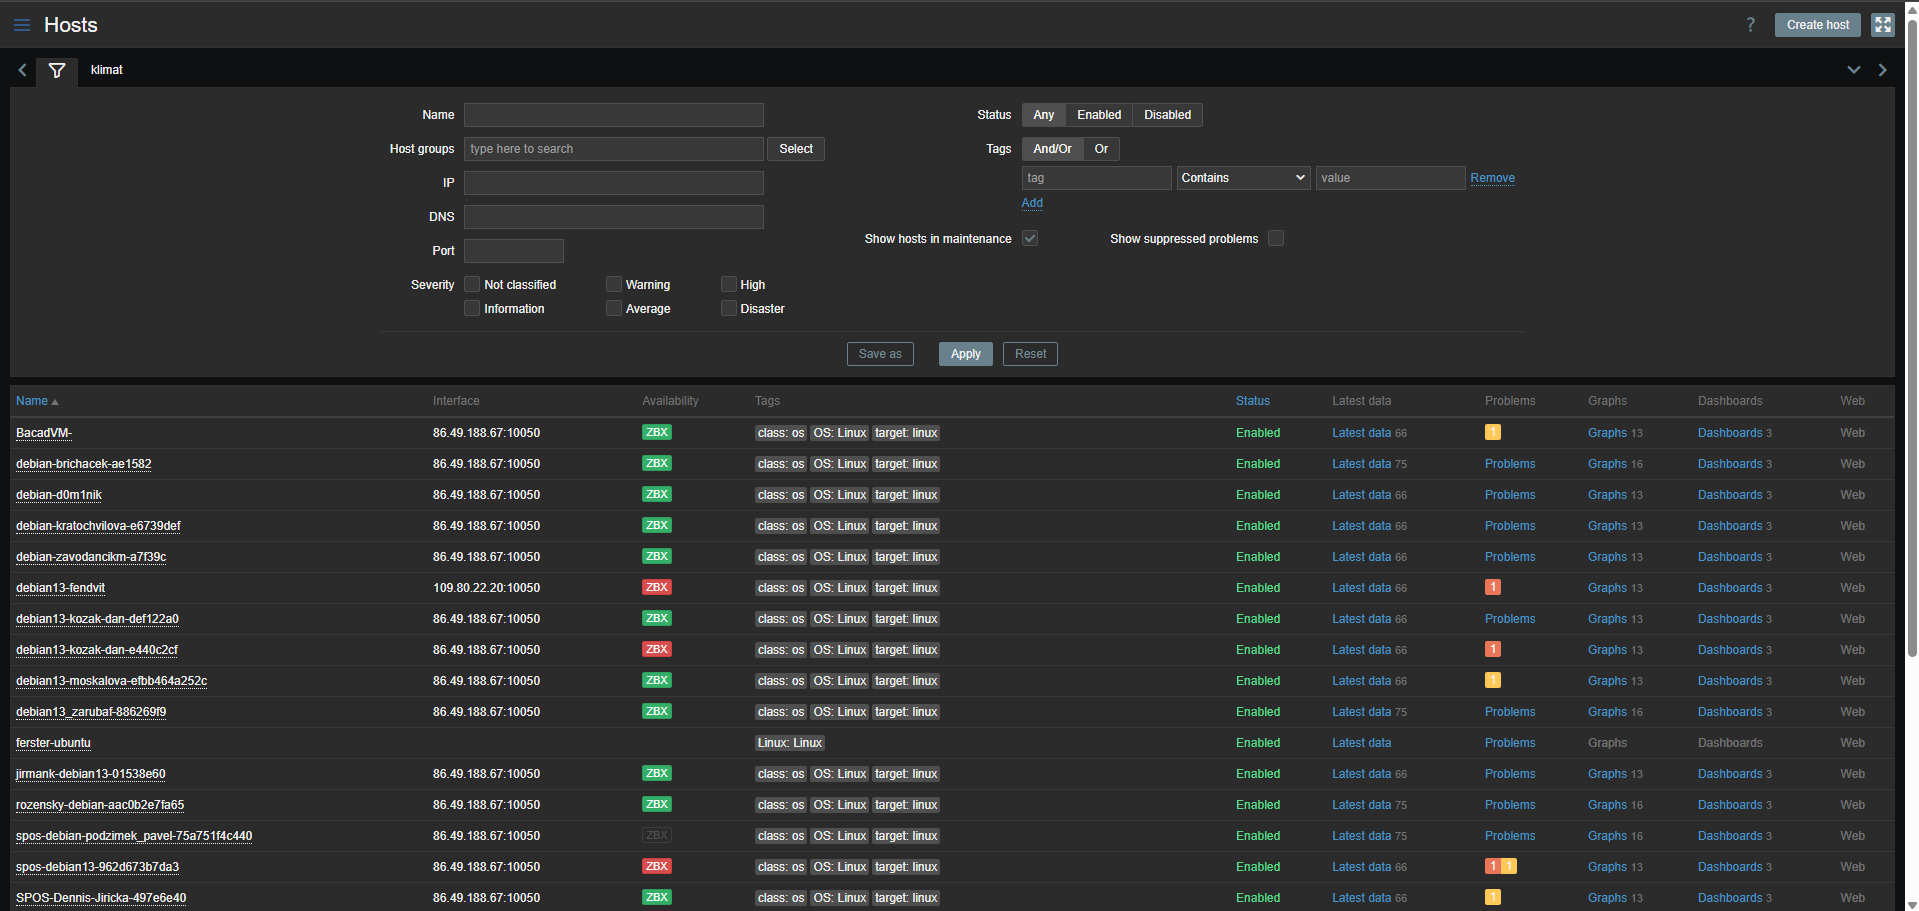 Hosts
? Create host
klimat
Name Status Any Enabled Disabled
Host groups type here to search Select Tags And/Or Or
IP tag Contains value Remove
Add
DNS
Show hosts in maintenance Show suppressed problems
Port
Severity Not classified Warning High
Information Average Disaster
Save as Apply Reset
Name Interface Availability Tags Status Latest data Problems Graphs Dashboards Web
BacadVM- 86.49.188.67:10050 ZBX class: os OS: Linux target: linux Enabled Latest data 66 1 Graphs 13 Dashboards 3 Web
debian-brichacek-ae1582 86.49.188.67:10050 ZBX class: os OS: Linux target: linux Enabled Latest data 75 Problems Graphs 16 Dashboards 3 Web
debian-d0m1nik 86.49.188.67:10050 ZBX class: os OS: Linux target: linux Enabled Latest data 66 Problems Graphs 13 Dashboards 3 Web
debian-kratochvilova-e6739def 86.49.188.67:10050 ZBX class: os OS: Linux target: linux Enabled Latest data 66 Problems Graphs 13 Dashboards 3 Web
debian-zavodancikm-a7f39c 86.49.188.67:10050 ZBX class: os OS: Linux target: linux Enabled Latest data 66 Problems Graphs 13 Dashboards 3 Web
debian13-fendvit 109.80.22.20:10050 ZBX class: os OS: Linux target: linux Enabled Latest data 66 1 Graphs 13 Dashboards 3 Web
debian13-kozak-dan-def122a0 86.49.188.67:10050 ZBX class: os OS: Linux target: linux Enabled Latest data 66 Problems Graphs 13 Dashboards 3 Web
debian13-kozak-dan-e440c2cf 86.49.188.67:10050 ZBX class: os OS: Linux target: linux Enabled Latest data 66 1 Graphs 13 Dashboards 3 Web
debian13-moskalova-efbb464a252c 86.49.188.67:10050 ZBX class: os OS: Linux target: linux Enabled Latest data 66 1 Graphs 13 Dashboards 3 Web
debian13_zarubaf-886269f9 86.49.188.67:10050 ZBX class: os OS: Linux target: linux Enabled Latest data 75 Problems Graphs 16 Dashboards 3 Web
ferster-ubuntu Linux: Linux Enabled Latest data Problems Graphs Dashboards Web
jirmank-debian13-01538e60 86.49.188.67:10050 ZBX class: os OS: Linux target: linux Enabled Latest data 66 Problems Graphs 13 Dashboards 3 Web
rozensky-debian-aac0b2e7fa65 86.49.188.67:10050 ZBX class: os OS: Linux target: linux Enabled Latest data 75 Problems Graphs 16 Dashboards 3 Web
spos-debian-podzimek_pavel-75a751f4c440 86.49.188.67:10050 ZBX class: os OS: Linux target: linux Enabled Latest data 75 Problems Graphs 16 Dashboards 3 Web
spos-debian13-962d673b7da3 86.49.188.67:10050 ZBX class: os OS: Linux target: linux Enabled Latest data 66 1 1 Graphs 13 Dashboards 3 Web
SPOS-Dennis-Jiricka-497e6e40 86.49.188.67:10050 ZBX class: os OS: Linux target: linux Enabled Latest data 66 1 Graphs 13 Dashboards 3 Web